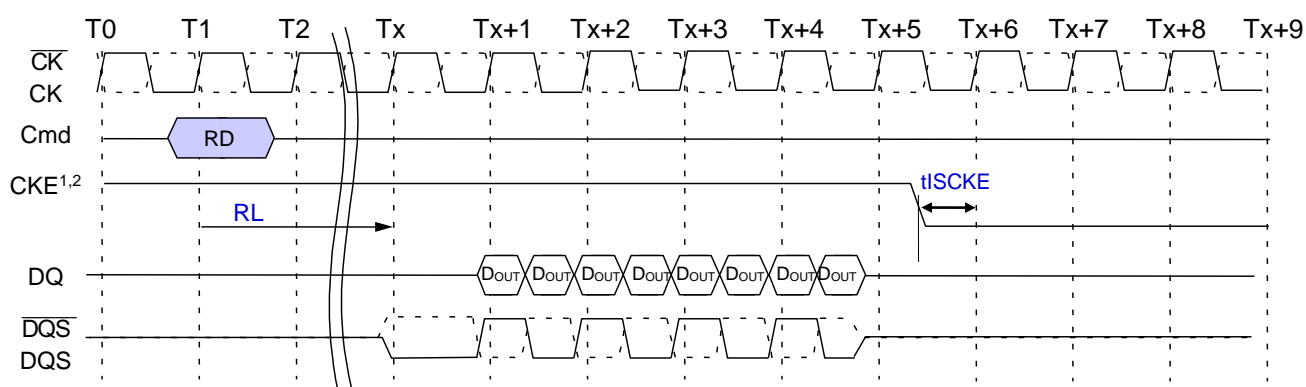 T0 T1 T2 Tx Tx+1 Tx+2 Tx+3 Tx+4 Tx+5 Tx+6 Tx+7 Tx+8 Tx+9
CK
CK
Cmd RD
CKE1,2 tISCKE
RL
DQ DOUT DOUT DOUT DOUT DOUT DOUT DOUT DOUT
DQS
DQS